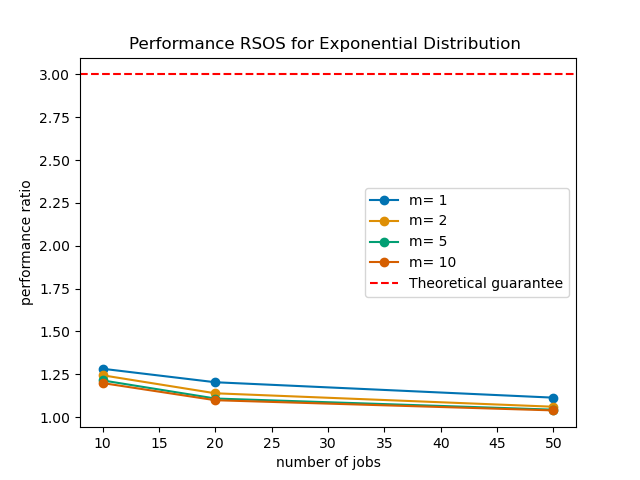 Performance RSOS for Exponential Distribution
performance ratio
3.00
2.75
2.50
2.25
2.00
1.75
1.50
1.25
1.00
m= 1
m= 2
m= 5
m= 10
Theoretical guarantee
10 15 20 25 30 35 40 45 50
number of jobs